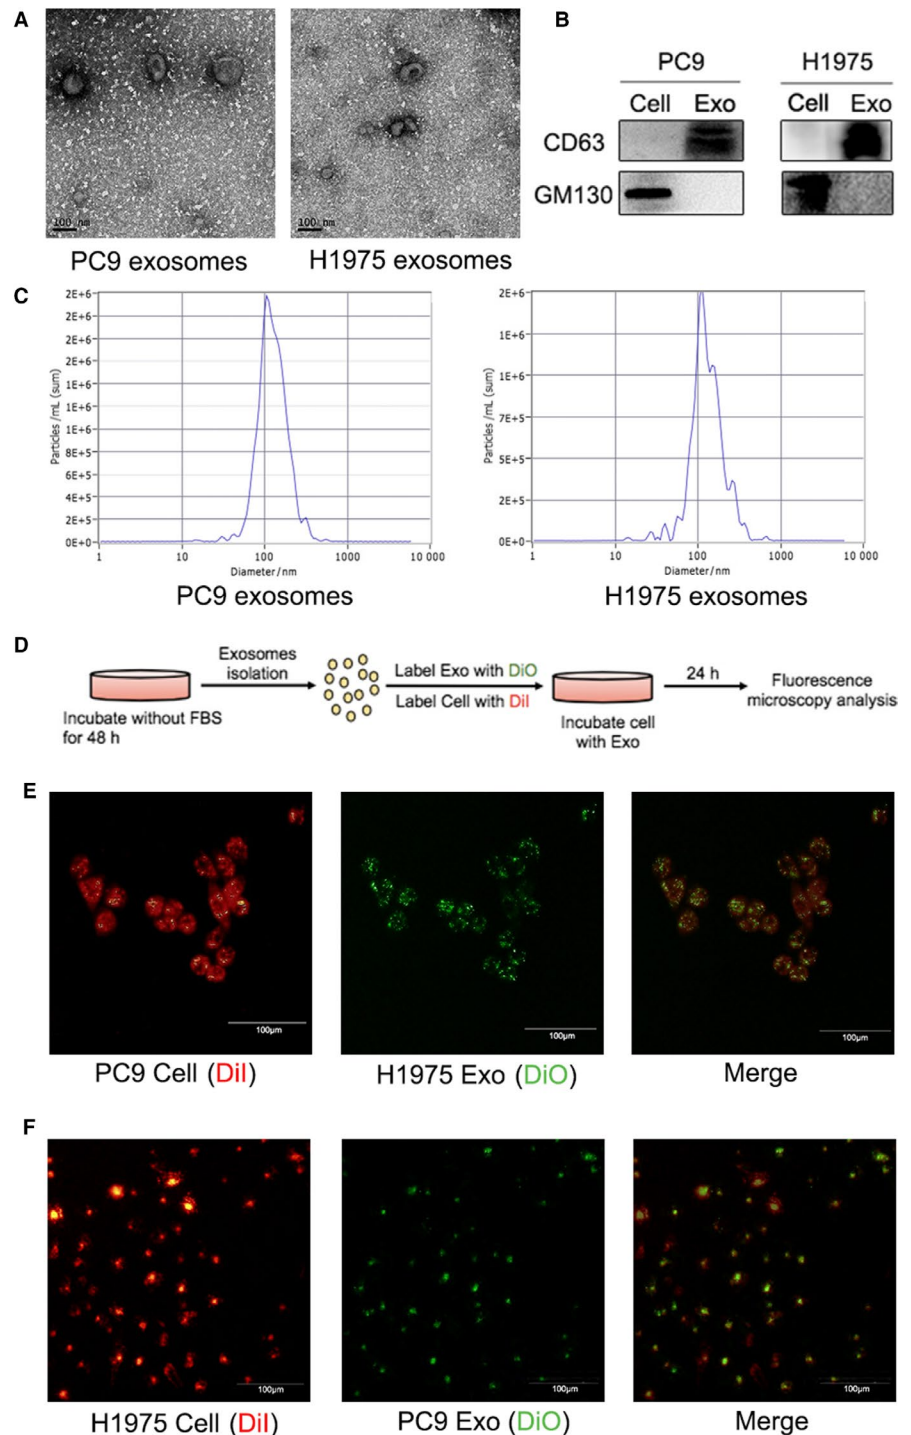 A
100 nm
100 nm
PC9 exosomes
H1975 exosomes
B
PC9
H1975
Cell
Exo
Cell
Exo
CD63
GM130
C
2E+6
2E+6
2E+6
2E+6
1E+6
1E+6
1E+6
8E+5
6E+5
4E+5
2E+5
0E+0
Particles/mL (sum)
1
10
100
1000
10 000
Diameter/nm
PC9 exosomes
2E+6
1E+6
1E+6
7E+5
5E+5
2E+5
0E+0
Particles/mL (sum)
1
10
100
1000
10 000
Diameter/nm
H1975 exosomes
D
Incubate without FBS
for 48 h
Exosomes
isolation
Label Exo with DiO
Label Cell with DiI
Incubate cell
with Exo
24 h
Fluorescence
microscopy analysis
E
100µm
100µm
100µm
PC9 Cell (DiI)
H1975 Exo (DiO)
Merge
F
100µm
100µm
100µm
H1975 Cell (DiI)
PC9 Exo (DiO)
Merge